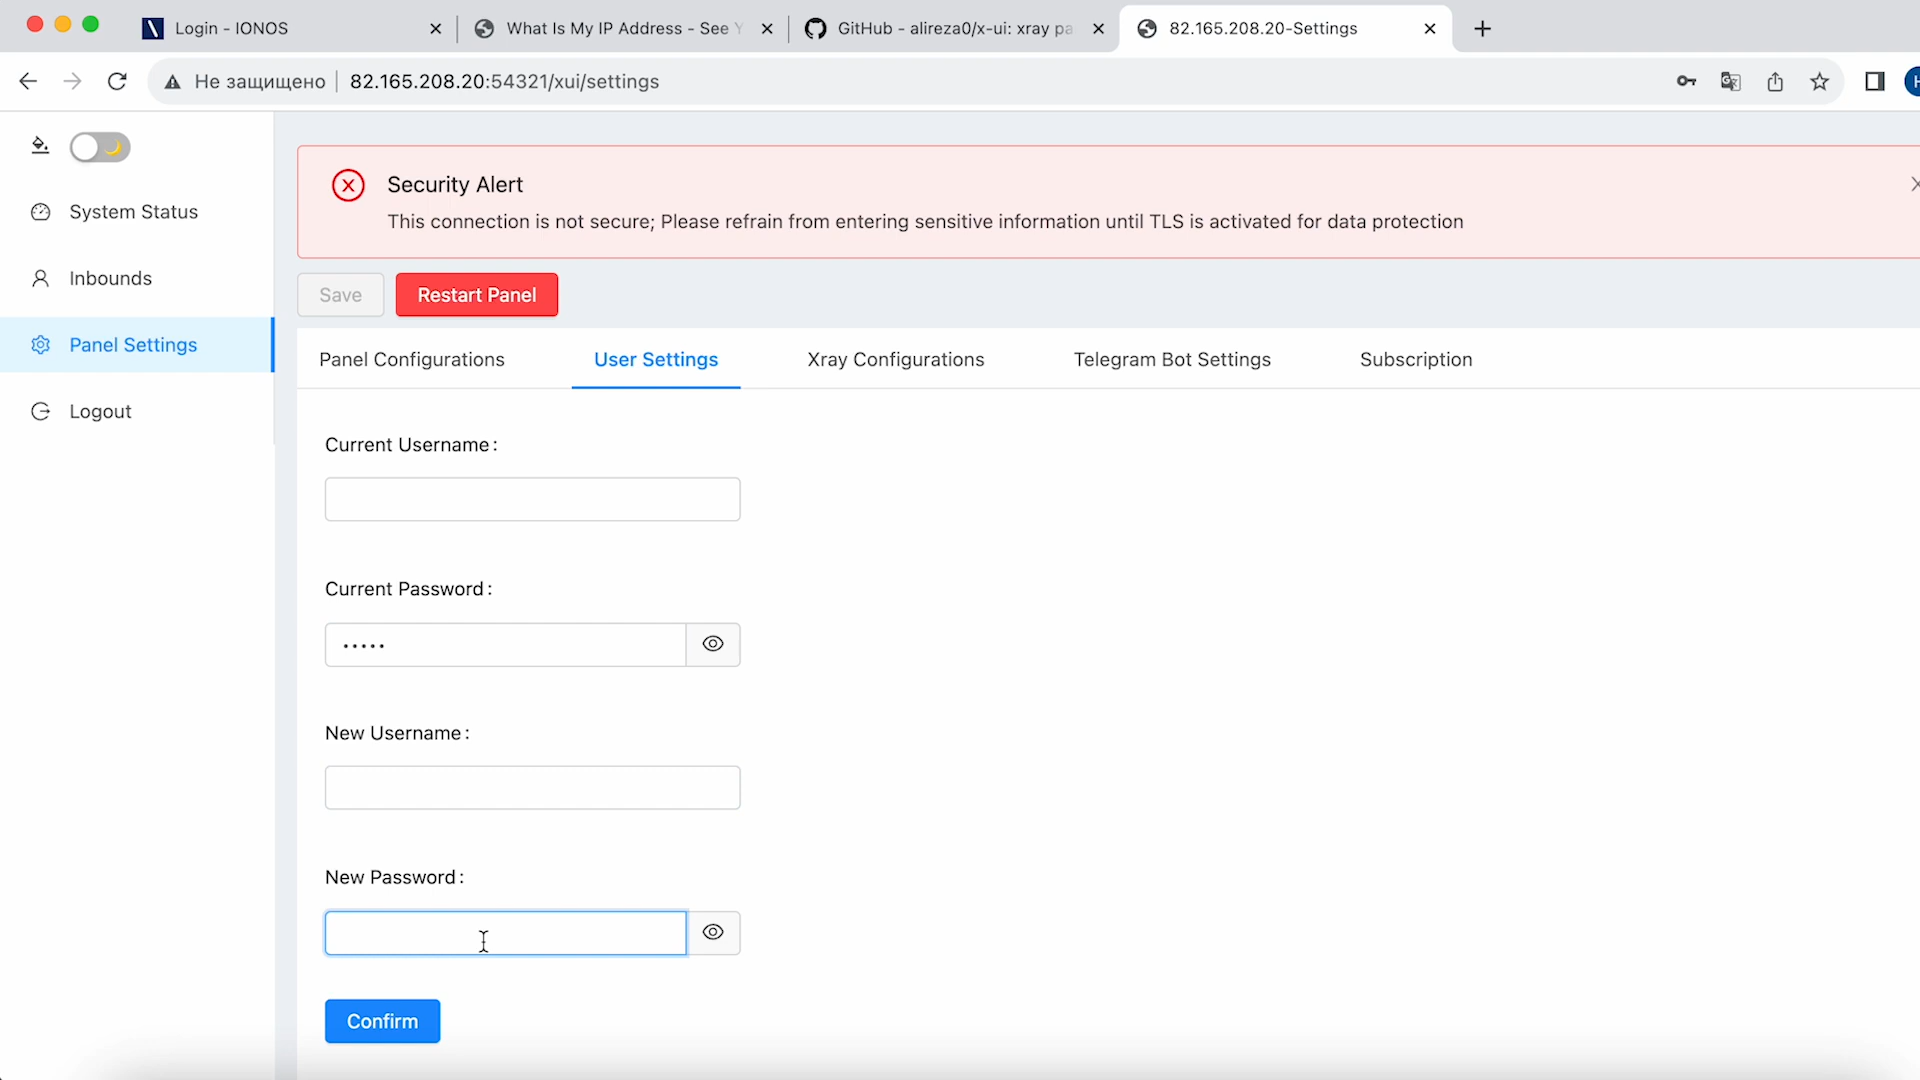 Login - IONOS
What Is My IP Address - See Y
GitHub - alireza0/x-ui: xray pa
82.165.208.20-Settings
Не защищено
82.165.208.20:54321/xui/settings
System Status
Inbounds
Panel Settings
Logout
Security Alert
This connection is not secure; Please refrain from entering sensitive information until TLS is activated for data protection
Save
Restart Panel
Panel Configurations
User Settings
Xray Configurations
Telegram Bot Settings
Subscription
Current Username:
Current Password:
•••••
New Username:
New Password:
Confirm